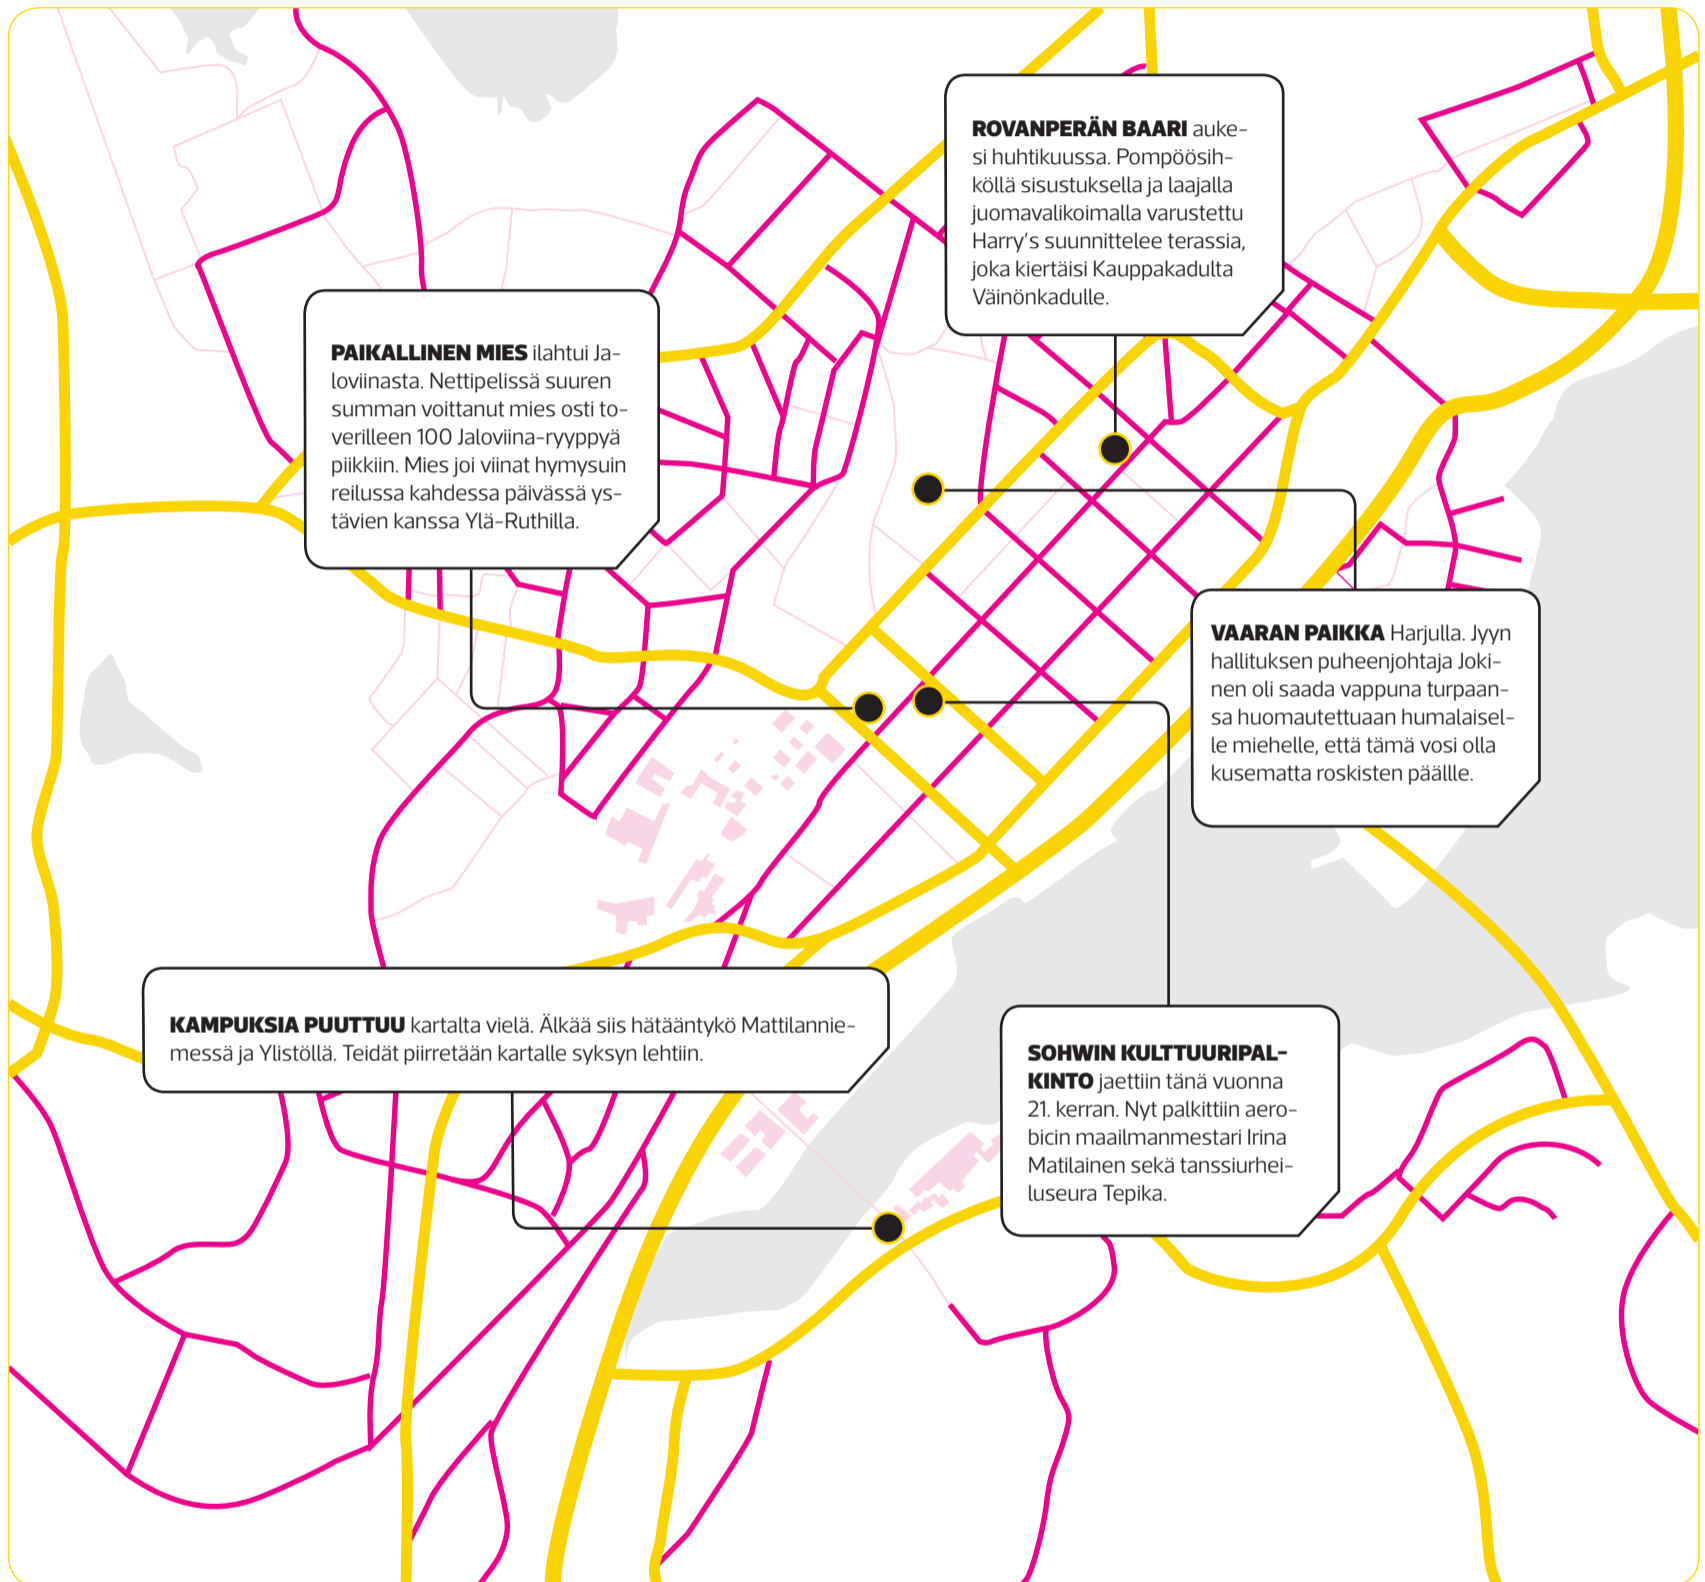 ROVANPERÄN BAARI auke-
si huhtikuussa. Pompöösih-
köllä sisustuksella ja laajalla
juomavalikoimalla varustettu
Harry's suunnittelee terassia,
joka kiertäisi Kauppakadulta
Väinönkadulle.
PAIKALLINEN MIES ilahtui Ja-
loviinasta. Nettipelissä suuren
summan voittanut mies osti to-
verilleen 100 Jaloviina-ryyppyä
piikkiin. Mies joi viinat hymysuin
reilussa kahdessa päivässä ys-
tävien kanssa Ylä-Ruthilla.
VAARAN PAIKKA Harjulla. Jyyn
hallituksen puheenjohtaja Joki-
nen oli saada vappuna turpaan-
sa huomautettuaan humalaisel-
le miehelle, että tämä vosi olla
kusematta roskisten päällle.
KAMPUKSIA PUUTTUU kartalta vielä. Älkää siis hätääntykö Mattilannie-
messä ja Ylistöllä. Teidät piirretään kartalle syksyn lehtiin.
SOHWIN KULTTUURIPAL-
KINTO jaettiin tänä vuonna
21. kerran. Nyt palkittiin aero-
bicin maailmanmestari Irina
Matilainen sekä tanssiurhei-
luseura Tepika.